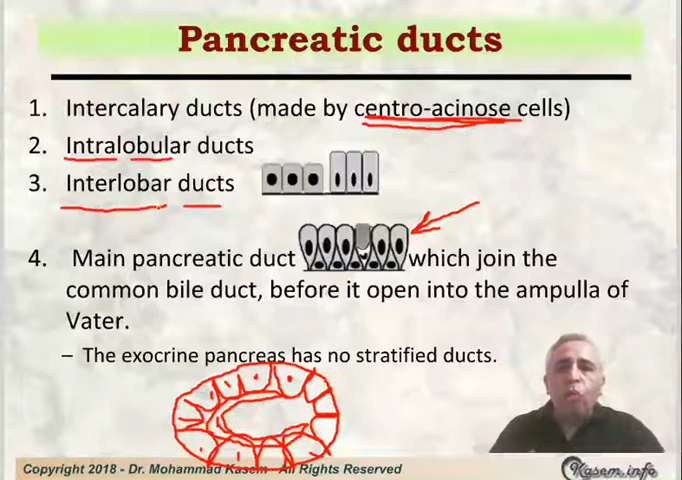 Pancreatic ducts
1. Intercalary ducts (made by centro-acinose cells)
2. Intralobular ducts
3. Interlobar ducts
4. Main pancreatic duct which join the
common bile duct, before it open into the ampulla of
Vater.
– The exocrine pancreas has no stratified ducts.
Copyright 2018 - Dr. Mohammad Kasem - All Rights Reserved
Kasem.info